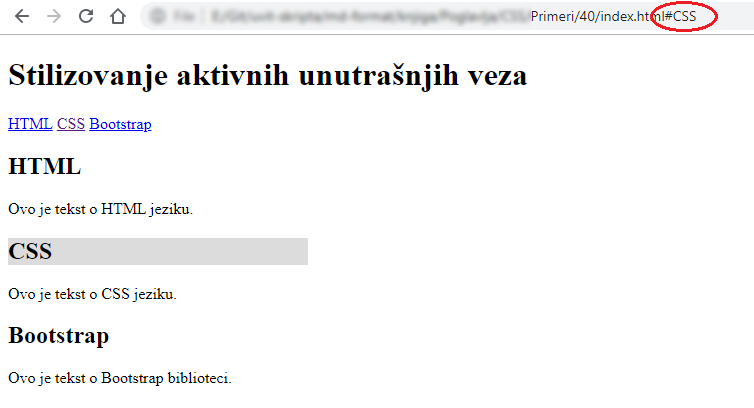 File
Primeri/40/index.html#CSS
Stilizovanje aktivnih unutrašnjih veza
HTML CSS Bootstrap
HTML
Ovo je tekst o HTML jeziku.
CSS
Ovo je tekst o CSS jeziku.
Bootstrap
Ovo je tekst o Bootstrap biblioteci.